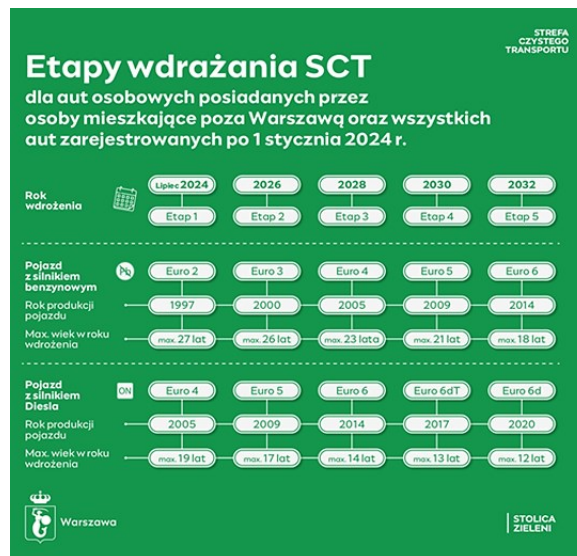 STREFA
CZYSTEGO
TRANSPORTU
Etapy wdrażania SCT
dla aut osobowych posiadanych przez
osoby mieszkające poza Warszawą oraz wszystkich
aut zarejestrowanych po 1 stycznia 2024 r.
Rok
wdrożenia
Lipiec 2024 2026 2028 2030 2032
Etap 1 Etap 2 Etap 3 Etap 4 Etap 5
Pojazd
z silnikiem
benzynowym
Pb Euro 2 Euro 3 Euro 4 Euro 5 Euro 6
Rok produkcji
pojazdu
1997 2000 2005 2009 2014
Max. wiek w roku
wdrożenia
max. 27 lat max. 26 lat max. 23 lata max. 21 lat max. 18 lat
Pojazd
z silnikiem
Diesla
ON Euro 4 Euro 5 Euro 6 Euro 6dT Euro 6d
Rok produkcji
pojazdu
2005 2009 2014 2017 2020
Max. wiek w roku
wdrożenia
max. 19 lat max. 17 lat max. 14 lat max. 13 lat max. 12 lat
Warszawa
STOLICA
ZIELENI